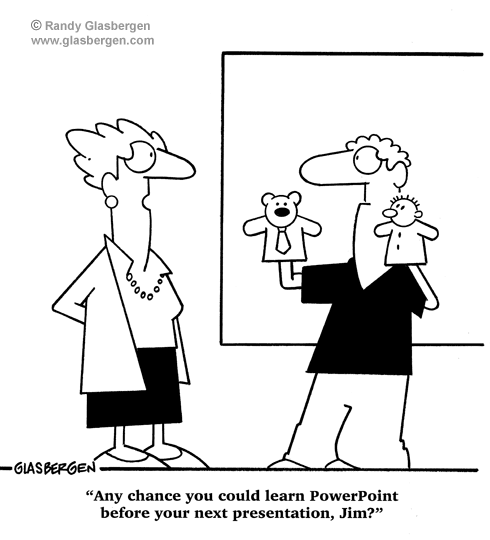 © Randy Glasbergen
www.glasbergen.com
GLASBERGEN
“Any chance you could learn PowerPoint
before your next presentation, Jim?”